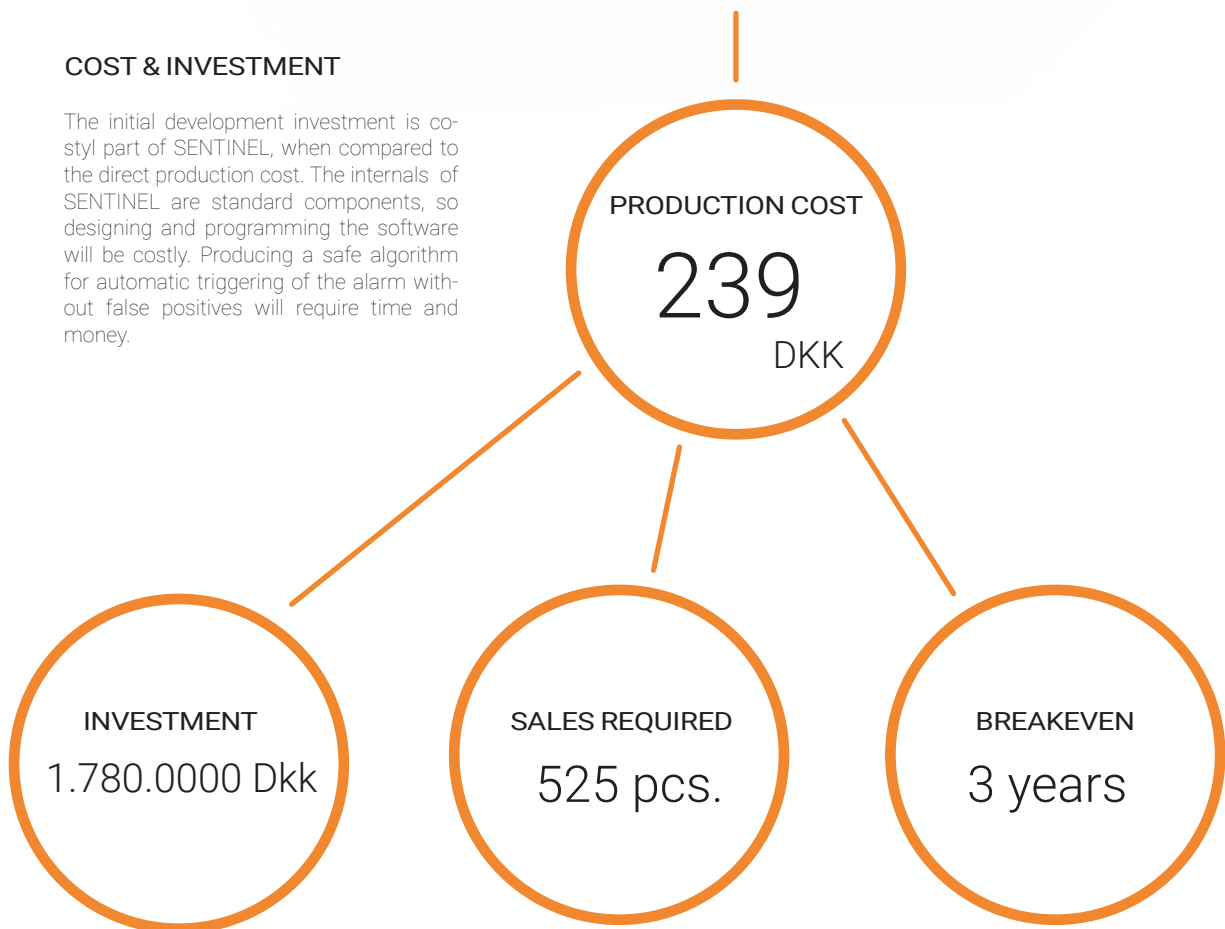 COST & INVESTMENT
The initial development investment is co-
styl part of SENTINEL, when compared to
the direct production cost. The internals of
SENTINEL are standard components, so
designing and programming the software
will be costly. Producing a safe algorithm
for automatic triggering of the alarm with-
out false positives will require time and
money.
PRODUCTION COST
239
DKK
INVESTMENT
1.780.0000 Dkk
SALES REQUIRED
525 pcs.
BREAKEVEN
3 years